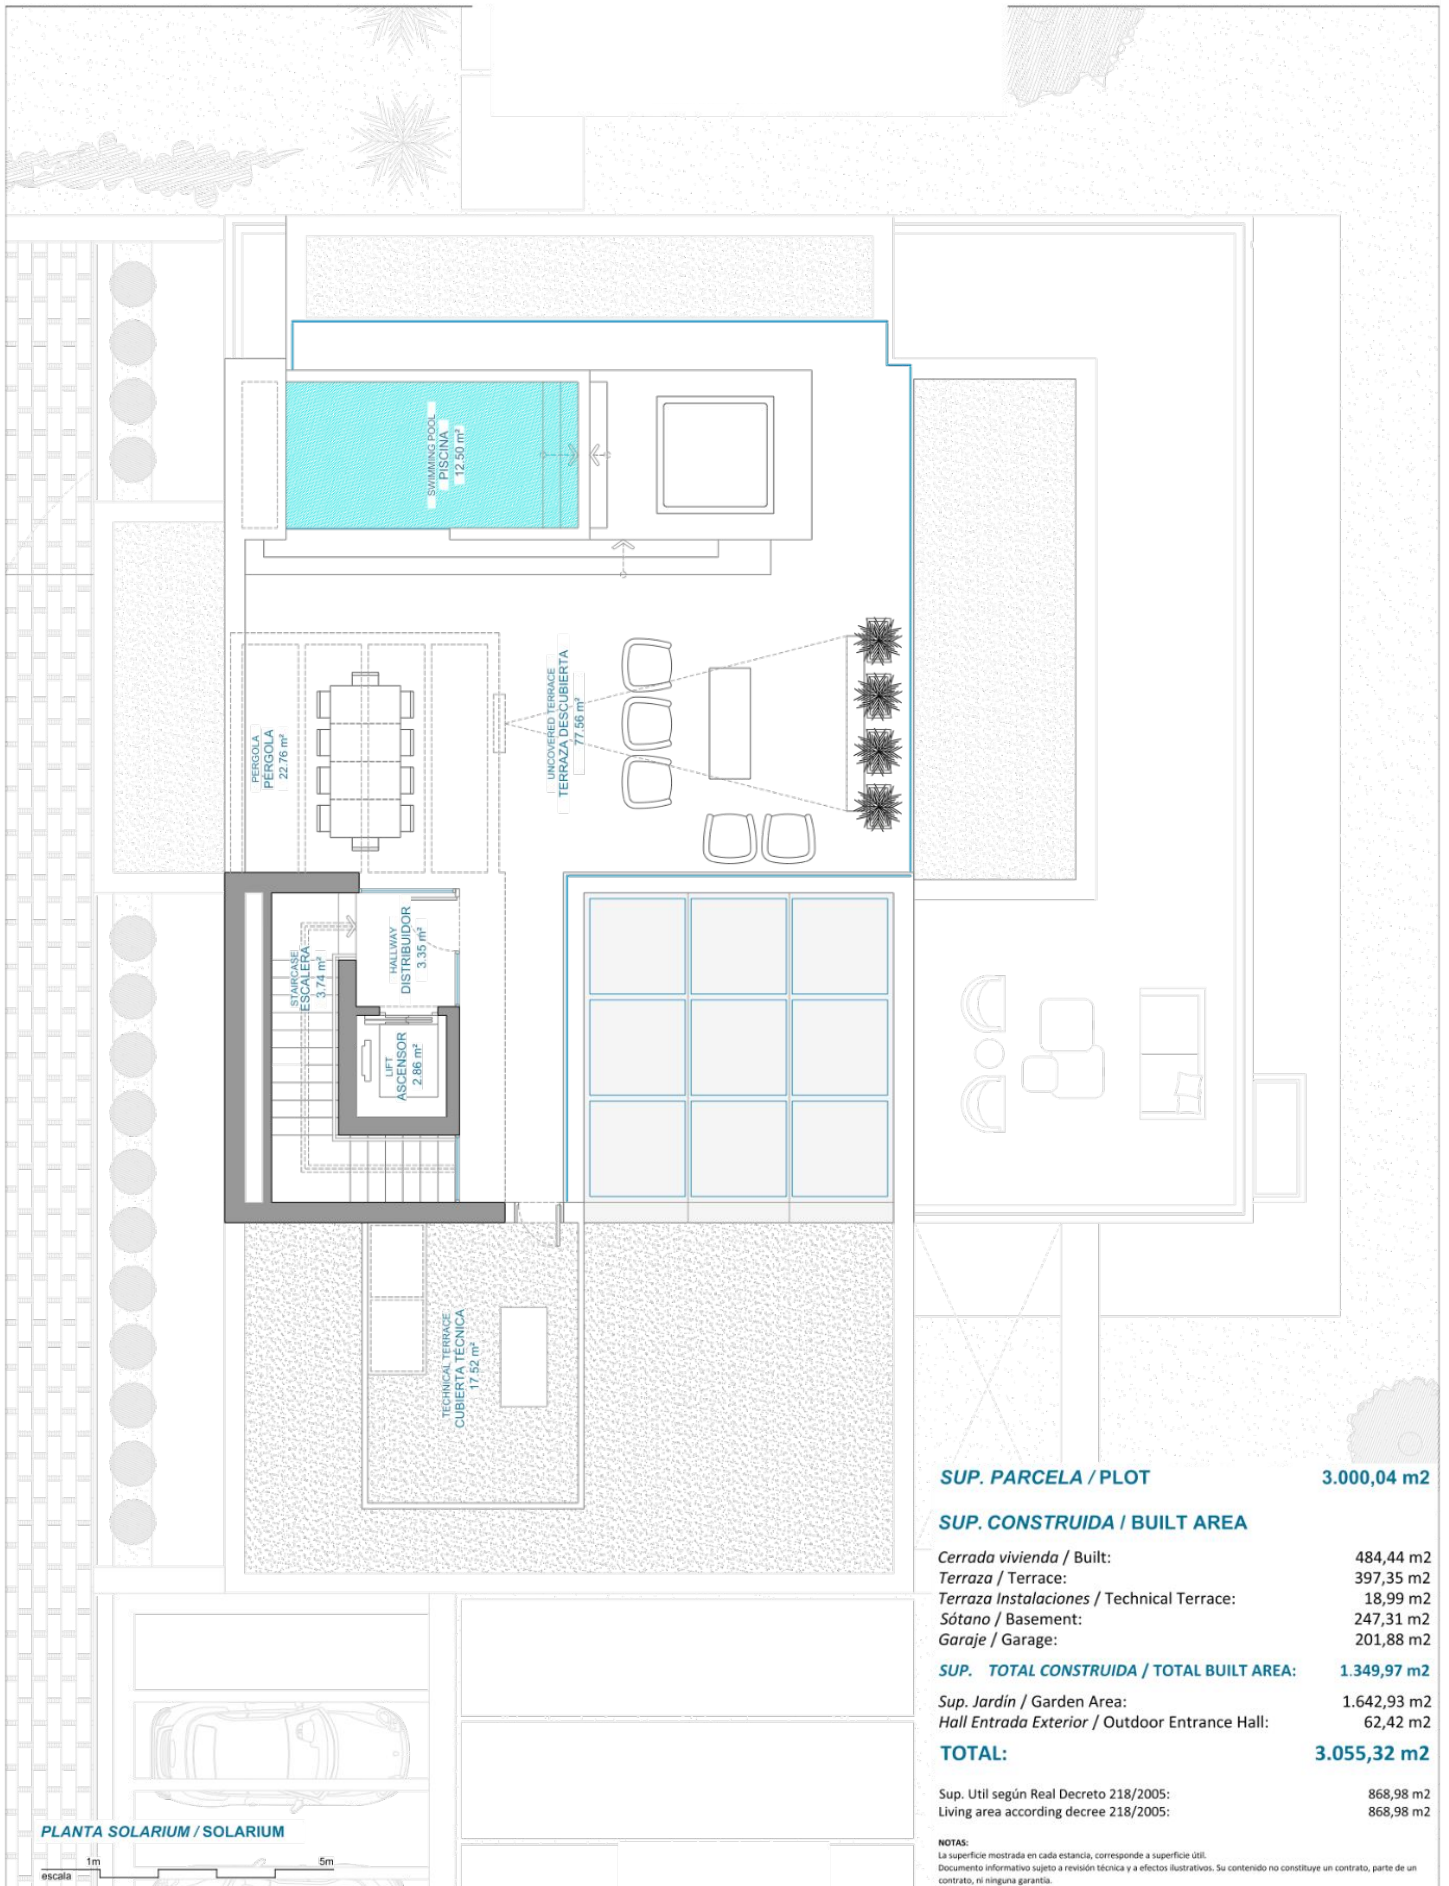 SWIMMING POOL
PISCINA
12.50 m²
PERGOLA
PÉRGOLA
22.76 m²
UNCOVERED TERRACE
TERRAZA DESCUBIERTA
77.56 m²
STAIRCASE
ESCALERA
3.74 m²
HALLWAY
DISTRIBUIDOR
3.35 m²
LIFT
ASCENSOR
2.86 m²
TECHNICAL TERRACE
CUBIERTA TÉCNICA
17.52 m²
SUP. PARCELA / PLOT 3.000,04 m2
SUP. CONSTRUIDA / BUILT AREA
Cerrada vivienda / Built: 484,44 m2
Terraza / Terrace: 397,35 m2
Terraza Instalaciones / Technical Terrace: 18,99 m2
Sótano / Basement: 247,31 m2
Garaje / Garage: 201,88 m2
SUP. TOTAL CONSTRUIDA / TOTAL BUILT AREA: 1.349,97 m2
Sup. Jardín / Garden Area: 1.642,93 m2
Hall Entrada Exterior / Outdoor Entrance Hall: 62,42 m2
TOTAL: 3.055,32 m2
Sup. Util según Real Decreto 218/2005: 868,98 m2
Living area according decree 218/2005: 868,98 m2
NOTAS:
La superficie mostrada en cada estancia, corresponde a superficie útil.
Documento informativo sujeto a revisión técnica y a efectos ilustrativos. Su contenido no constituye un contrato, parte de un
contrato, ni ninguna garantía.
PLANTA SOLARIUM / SOLARIUM
1m 5m
escala